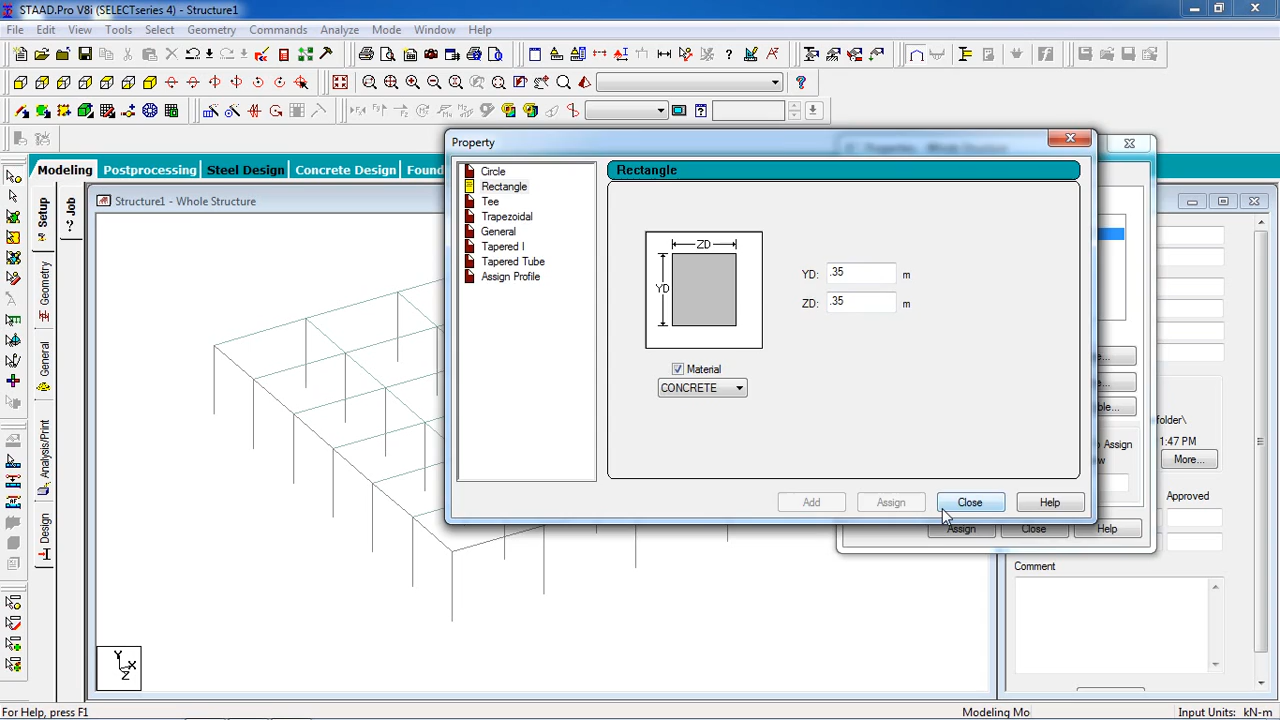 STAAD.Pro V8i (SELECTseries 4) - Structure1
File Edit View Tools Select Geometry Commands Analyze Mode Window Help
Modeling Postprocessing Steel Design Concrete Design Found
Structure1 - Whole Structure
Job
Setup
Geometry
General
Analysis/Print
Design
Property
Circle
Rectangle
Tee
Trapezoidal
General
Tapered I
Tapered Tube
Assign Profile
Rectangle
ZD
YD
YD: .35 m
ZD: .35 m
Material
CONCRETE
Add Assign Close Help
Assign Close Help
Assign
folder\
1:47 PM
More...
Approved
Comment
Y
X
Z
For Help, press F1
Modeling Mo
Input Units: kN-m